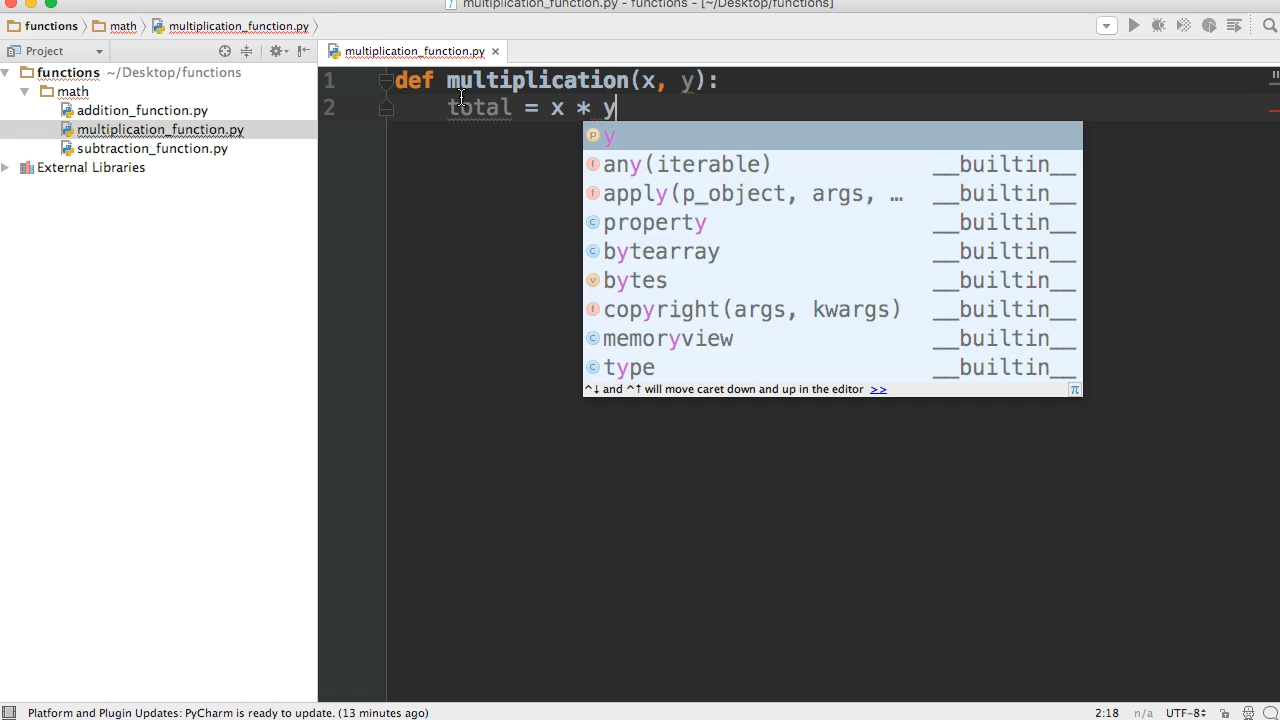 multiplication_function.py - functions - [~/Desktop/functions]
functions math multiplication_function.py
Project
multiplication_function.py
functions ~/Desktop/functions
math
addition_function.py
multiplication_function.py
subtraction_function.py
External Libraries
1 def multiplication(x, y):
2 total = x * y
p y
f any(iterable) __builtin__
f apply(p_object, args, … __builtin__
c property __builtin__
c bytearray __builtin__
v bytes __builtin__
f copyright(args, kwargs) __builtin__
c memoryview __builtin__
c type __builtin__
^↓ and ^↑ will move caret down and up in the editor >> π
Platform and Plugin Updates: PyCharm is ready to update. (13 minutes ago) 2:18 n/a UTF-8